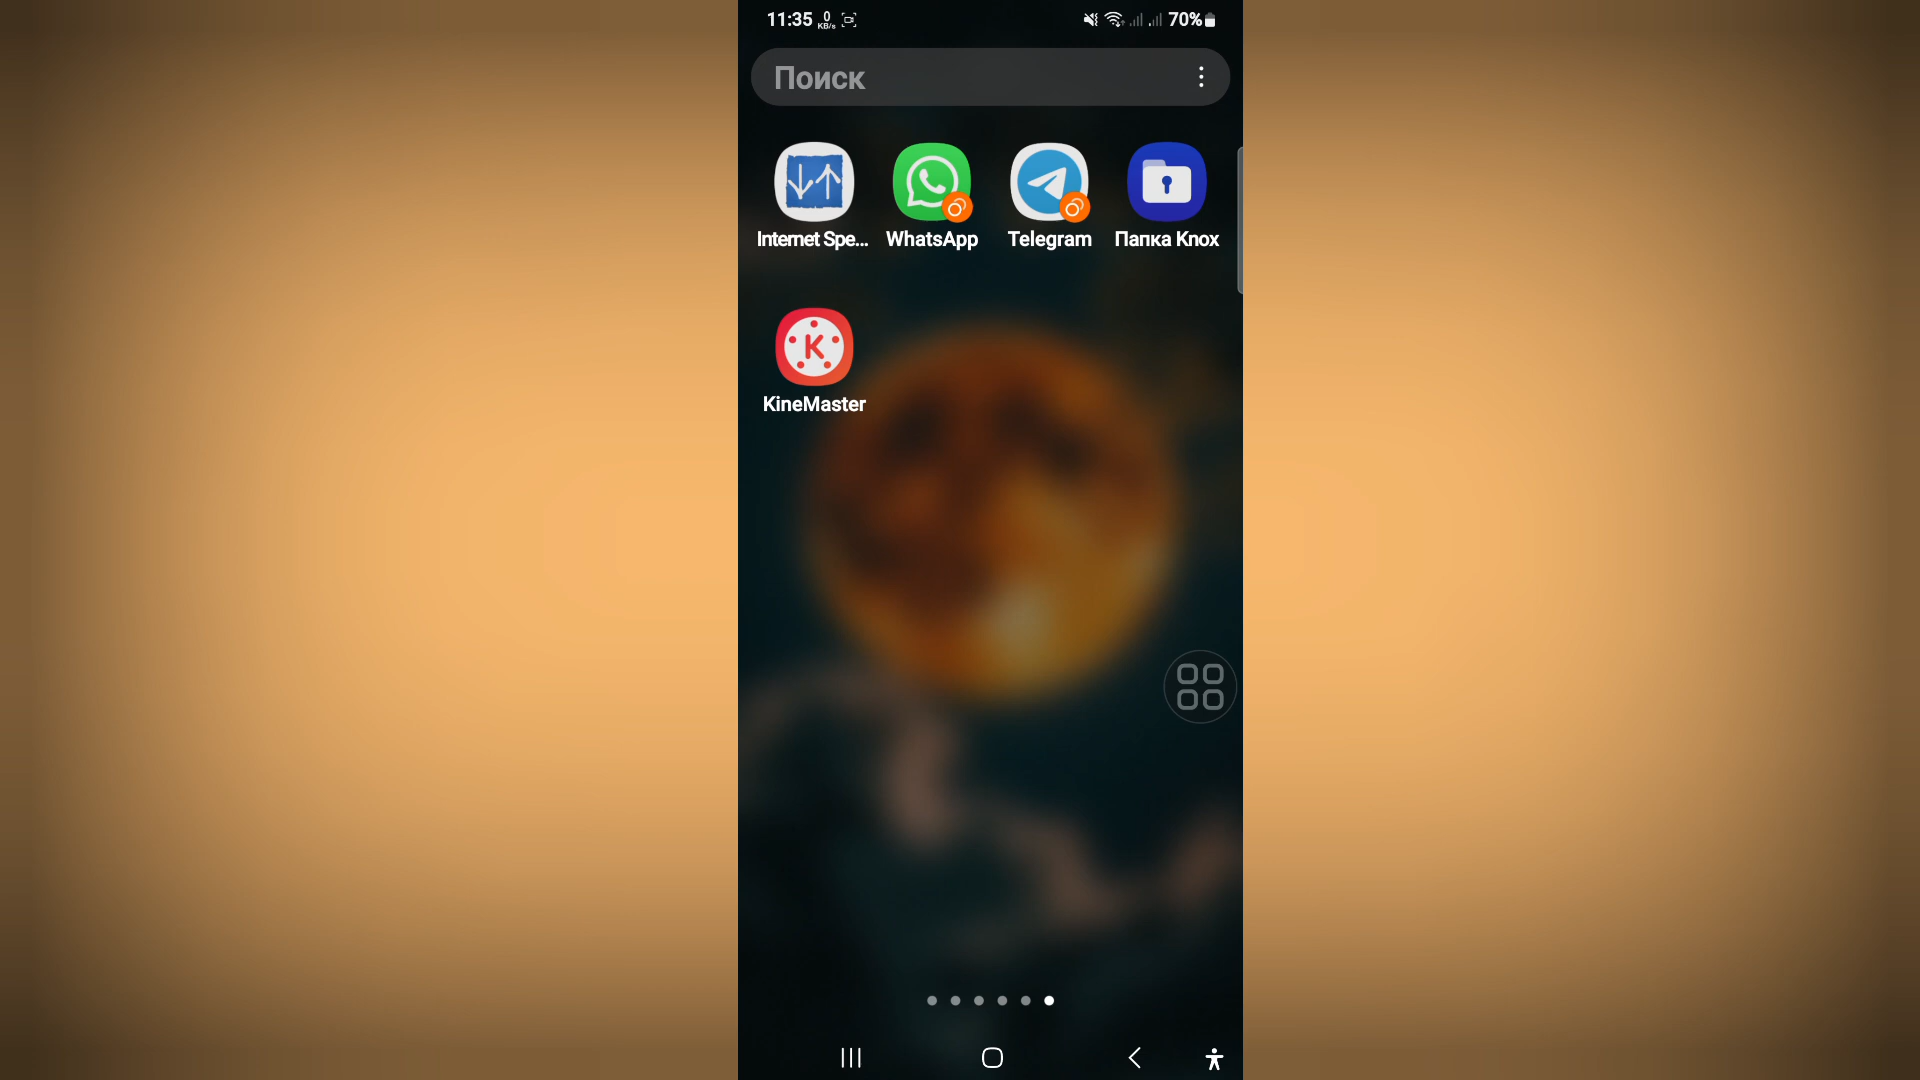 11:35 0 KB/s 70%
Поиск
Internet Spe... WhatsApp Telegram Папка Knox
KineMaster